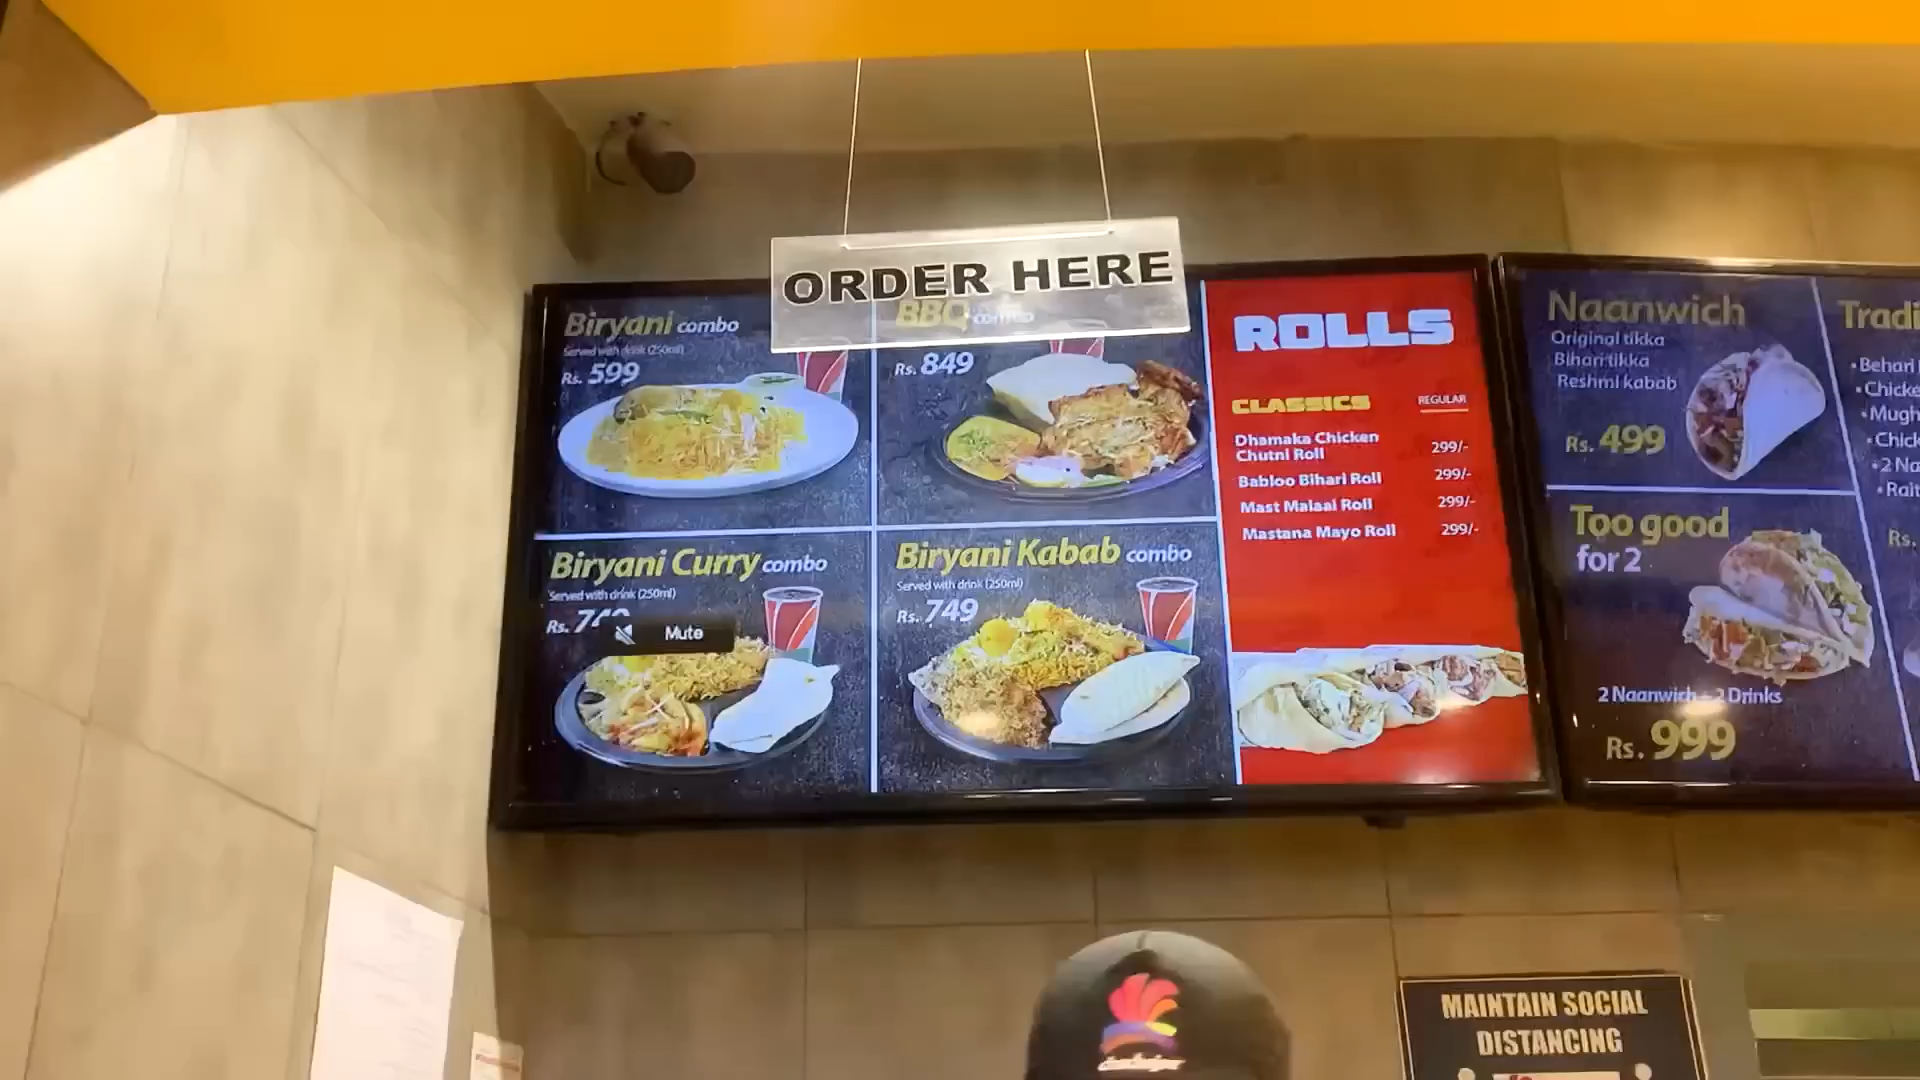 ORDER HERE
Biryani combo
Served with drink (250ml)
Rs. 599
BBQ combo
Rs. 849
Biryani Curry combo
Served with drink (250ml)
Rs.
Mute
Biryani Kabab combo
Served with drink (250ml)
Rs. 749
ROLLS
CLASSICS
REGULAR
Dhamaka Chicken
Chutni Roll 299/-
Babloo Bihari Roll 299/-
Mast Malaai Roll 299/-
Mastana Mayo Roll 299/-
Naanwich
Original tikka
Bihari tikka
Reshmi kabab
Rs. 499
Too good
for 2
2 Naanwich + 2 Drinks
Rs. 999
Tradi
• Behari
• Chicke
• Mugh
• Chick
• 2 Na
• Rait
Rs.
MAINTAIN SOCIAL
DISTANCING